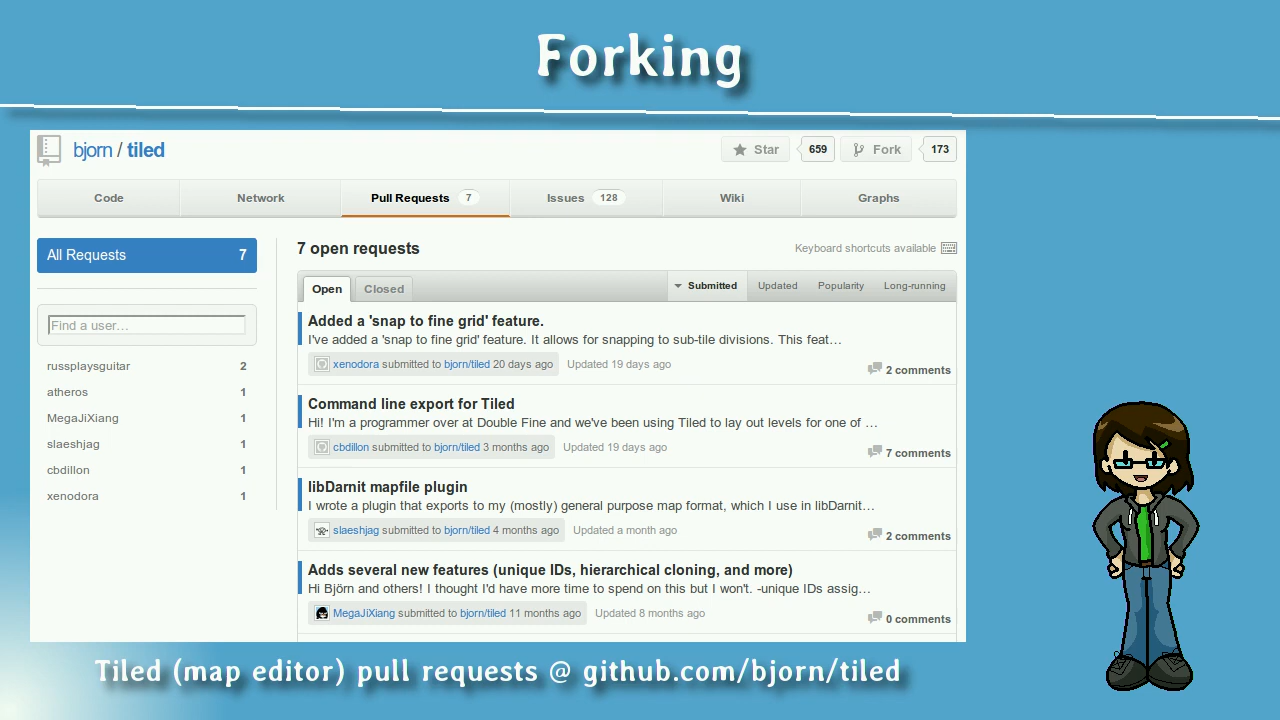 Forking
bjorn / tiled
Star 659 Fork 173
Code Network Pull Requests 7 Issues 128 Wiki Graphs
All Requests 7
7 open requests
Keyboard shortcuts available
Find a user…
russplaysguitar 2
atheros 1
MegaJiXiang 1
slaeshjag 1
cbdillon 1
xenodora 1
Open Closed Submitted Updated Popularity Long-running
Added a 'snap to fine grid' feature.
I've added a 'snap to fine grid' feature. It allows for snapping to sub-tile divisions. This feat…
xenodora submitted to bjorn/tiled 20 days ago Updated 19 days ago
2 comments
Command line export for Tiled
Hi! I'm a programmer over at Double Fine and we've been using Tiled to lay out levels for one of …
cbdillon submitted to bjorn/tiled 3 months ago Updated 19 days ago
7 comments
libDarnit mapfile plugin
I wrote a plugin that exports to my (mostly) general purpose map format, which I use in libDarnit…
slaeshjag submitted to bjorn/tiled 4 months ago Updated a month ago
2 comments
Adds several new features (unique IDs, hierarchical cloning, and more)
Hi Björn and others! I thought I'd have more time to spend on this but I won't. -unique IDs assig…
MegaJiXiang submitted to bjorn/tiled 11 months ago Updated 8 months ago
0 comments
Tiled (map editor) pull requests @ github.com/bjorn/tiled